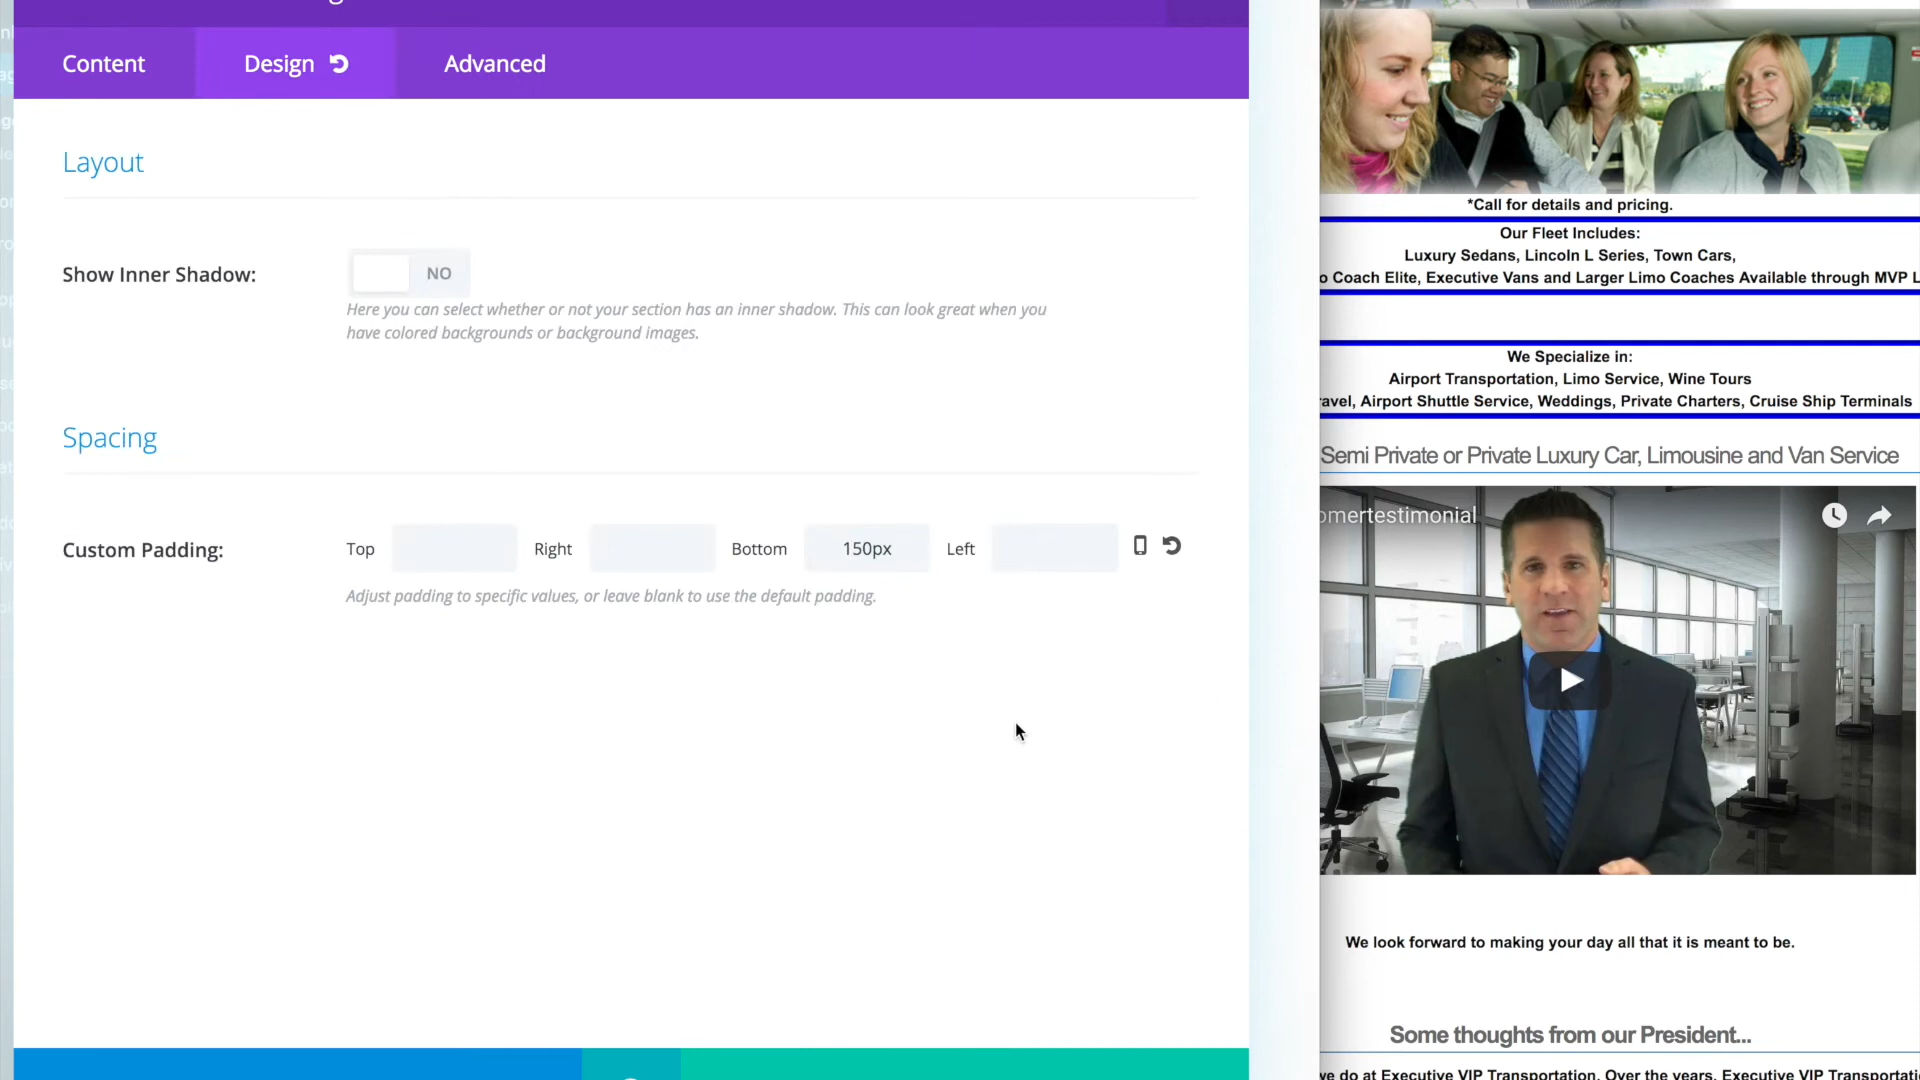 Content
Design
Advanced
Layout
Show Inner Shadow:
NO
Here you can select whether or not your section has an inner shadow. This can look great when you
have colored backgrounds or background images.
Spacing
Custom Padding:
Top
Right
Bottom
150px
Left
Adjust padding to specific values, or leave blank to use the default padding.
*Call for details and pricing.
Our Fleet Includes:
Luxury Sedans, Lincoln L Series, Town Cars,
o Coach Elite, Executive Vans and Larger Limo Coaches Available through MVP L
We Specialize in:
Airport Transportation, Limo Service, Wine Tours
avel, Airport Shuttle Service, Weddings, Private Charters, Cruise Ship Terminals
Semi Private or Private Luxury Car, Limousine and Van Service
omertestimonial
We look forward to making your day all that it is meant to be.
Some thoughts from our President...
we do at Executive VIP Transportation. Over the years, Executive VIP Transportati